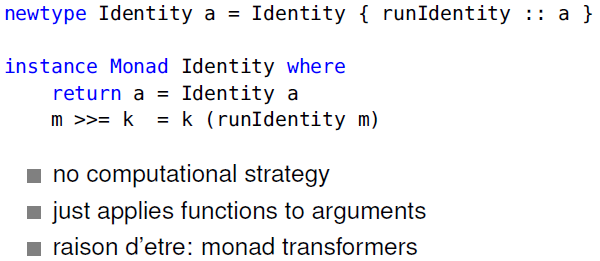 newtype Identity a = Identity { runIdentity :: a }
instance Monad Identity where
    return a = Identity a
    m >>= k  = k (runIdentity m)
no computational strategy
just applies functions to arguments
raison d'etre: monad transformers